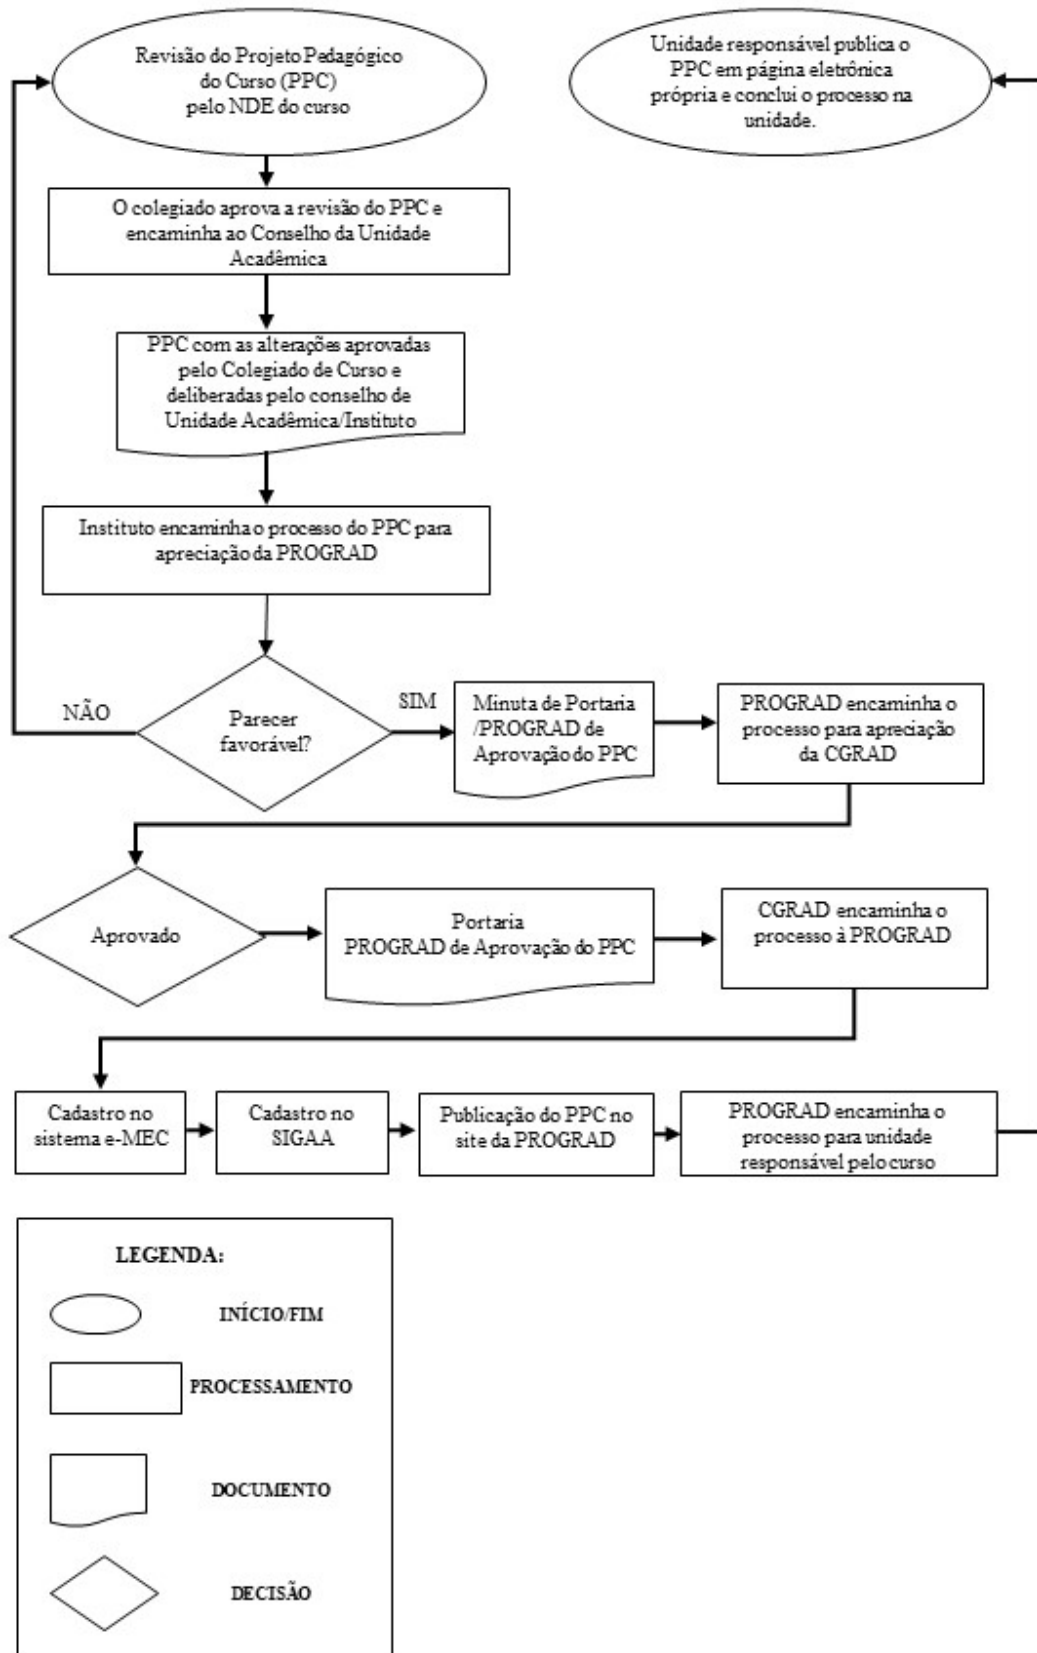 Revisão do Projeto Pedagógico
do Curso (PPC)
pelo NDE do curso
Unidade responsável publica o
PPC em página eletrônica
própria e conclui o processo na
unidade.
O colegiado aprova a revisão do PPC e
encaminha ao Conselho da Unidade
Acadêmica
PPC com as alterações aprovadas
pelo Colegiado de Curso e
deliberadas pelo conselho de
Unidade Acadêmica/Instituto
Instituto encaminha o processo do PPC para
apreciação da PROGRAD
NÃO
Parecer
favorável?
SIM
Minuta de Portaria
/PROGRAD de
Aprovação do PPC
PROGRAD encaminha o
processo para apreciação
da CGRAD
Aprovado
Portaria
PROGRAD de Aprovação do PPC
CGRAD encaminha o
processo à PROGRAD
Cadastro no
sistema e-MEC
Cadastro no
SIGAA
Publicação do PPC no
site da PROGRAD
PROGRAD encaminha o
processo para unidade
responsável pelo curso
LEGENDA:
INÍCIO/FIM
PROCESSAMENTO
DOCUMENTO
DECISÃO